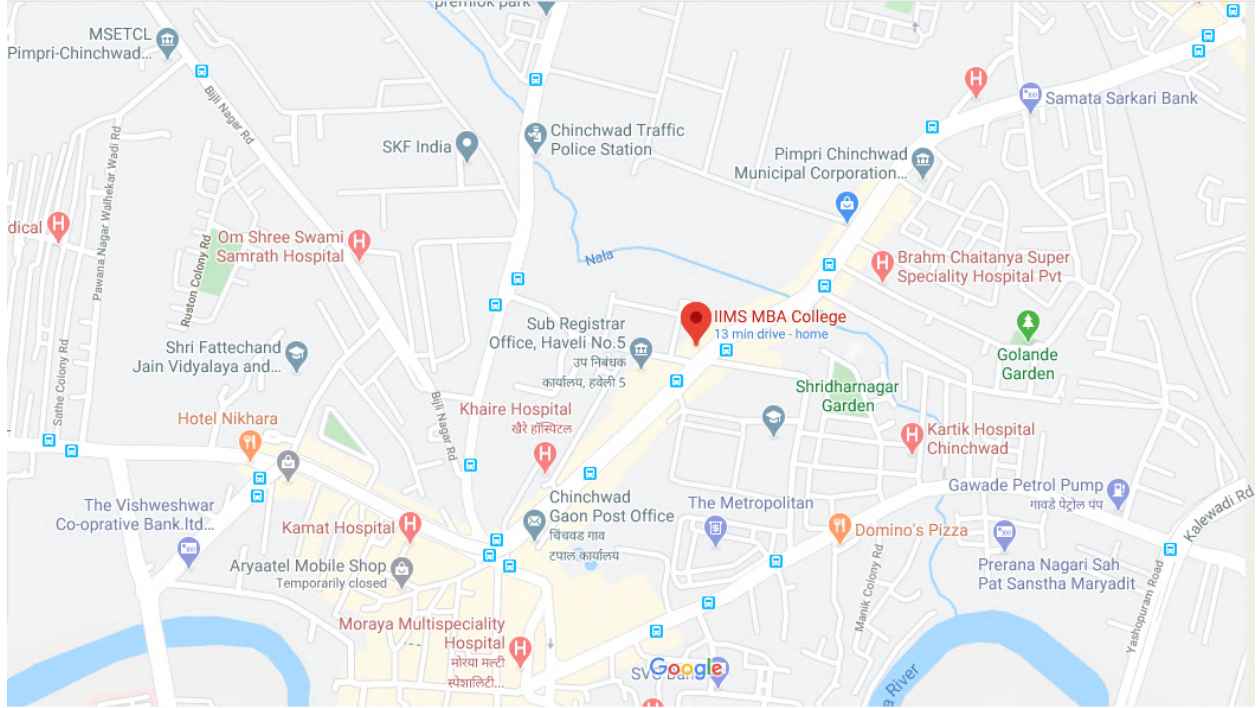 premlok park
MSETCL
Pimpri-Chinchwad...
Bijli Nagar Rd
Chinchwad Traffic
Police Station
SKF India
Samata Sarkari Bank
Pimpri Chinchwad
Municipal Corporation...
Pawana Nagar Walhekar Wadi Rd
dical
Om Shree Swami
Samrath Hospital
Ruston Colony Rd
Nala
Brahm Chaitanya Super
Speciality Hospital Pvt
IIMS MBA College
13 min drive - home
Sub Registrar
Office, Haveli No.5
उप निबंधक
कार्यालय, हवेली 5
Golande
Garden
Shri Fattechand
Jain Vidyalaya and...
Sathe Colony Rd
Shridharnagar
Garden
Hotel Nikhara
Bijli Nagar Rd
Khaire Hospital
खैरे हॉस्पिटल
Kartik Hospital
Chinchwad
The Vishweshwar
Co-oprative Bank.ltd...
Kamat Hospital
Chinchwad
Gaon Post Office
चिंचवड गाव
टपाल कार्यालय
The Metropolitan
Gawade Petrol Pump
गावडे पेट्रोल पंप
Kalewadi Rd
Domino's Pizza
Aryaatel Mobile Shop
Temporarily closed
Prerana Nagari Sah
Pat Sanstha Maryadit
Manik Colony Rd
Yashopuram Road
Moraya Multispeciality
Hospital
मोरया मल्टी
स्पेशालिटी...
Google
a River